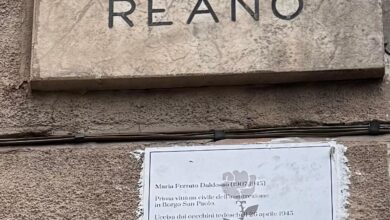 REANO
Maria Ferraro Daldosso (1907-1945)
Prima vittima civile dell'insurrezione
in Borgo San Paolo
Uccisa dai cecchini tedeschi il 26 aprile 1945